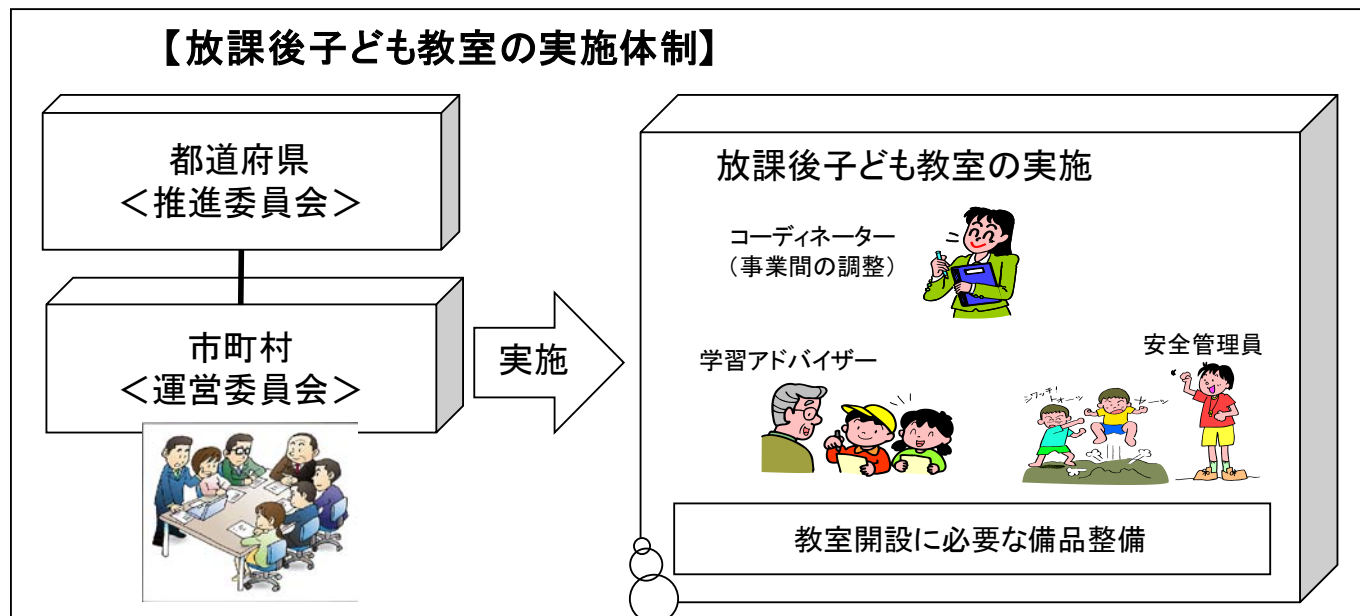 【放課後子ども教室の実施体制】
都道府県
＜推進委員会＞
市町村
＜運営委員会＞
実施
放課後子ども教室の実施
コーディネーター
（事業間の調整）
学習アドバイザー
安全管理員
教室開設に必要な備品整備